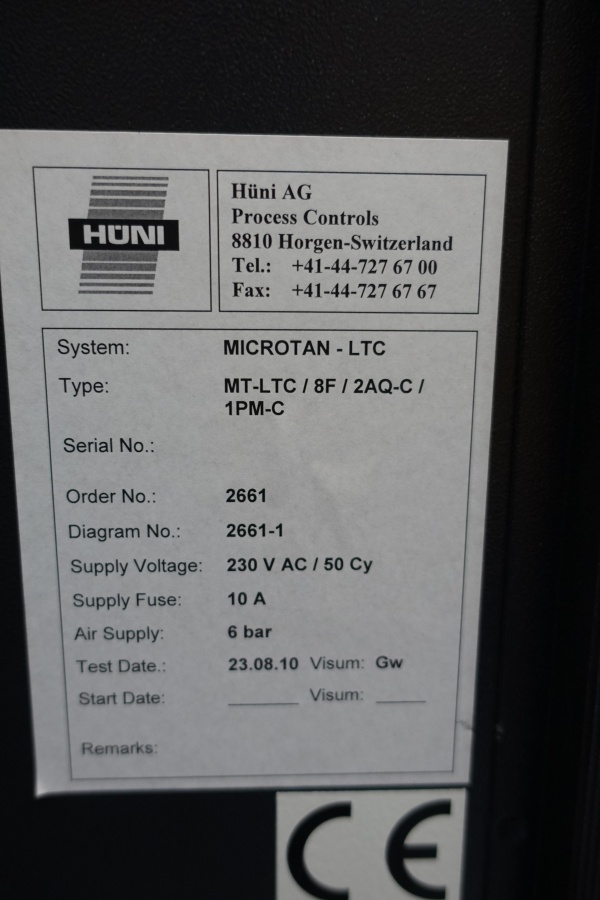 HÜNI
Hüni AG
Process Controls
8810 Horgen-Switzerland
Tel.: +41-44-727 67 00
Fax: +41-44-727 67 67
System: MICROTAN - LTC
Type: MT-LTC / 8F / 2AQ-C /
1PM-C
Serial No.:
Order No.: 2661
Diagram No.: 2661-1
Supply Voltage: 230 V AC / 50 Cy
Supply Fuse: 10 A
Air Supply: 6 bar
Test Date.: 23.08.10 Visum: Gw
Start Date: _______ Visum: _____
Remarks:
CE